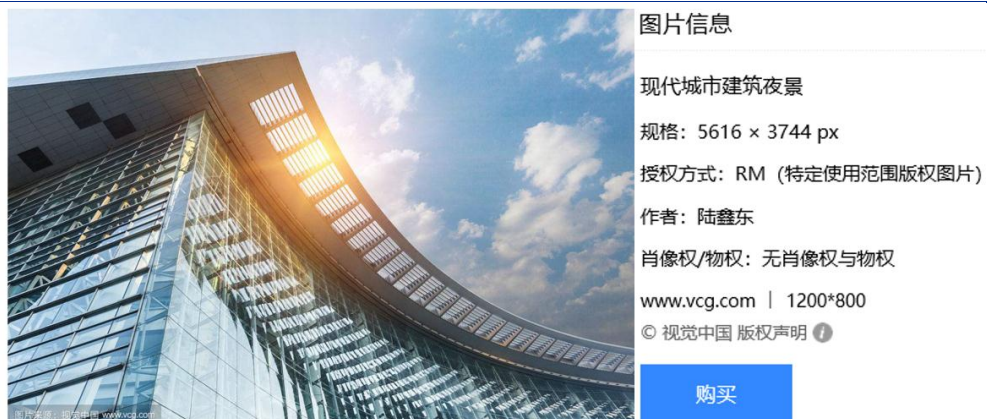 图片信息
现代城市建筑夜景
规格：5616 × 3744 px
授权方式：RM（特定使用范围版权图片）
作者：陆鑫东
肖像权/物权：无肖像权与物权
www.vcg.com ｜ 1200*800
© 视觉中国 版权声明 i
购买
图片来源：视觉中国 www.vcg.com